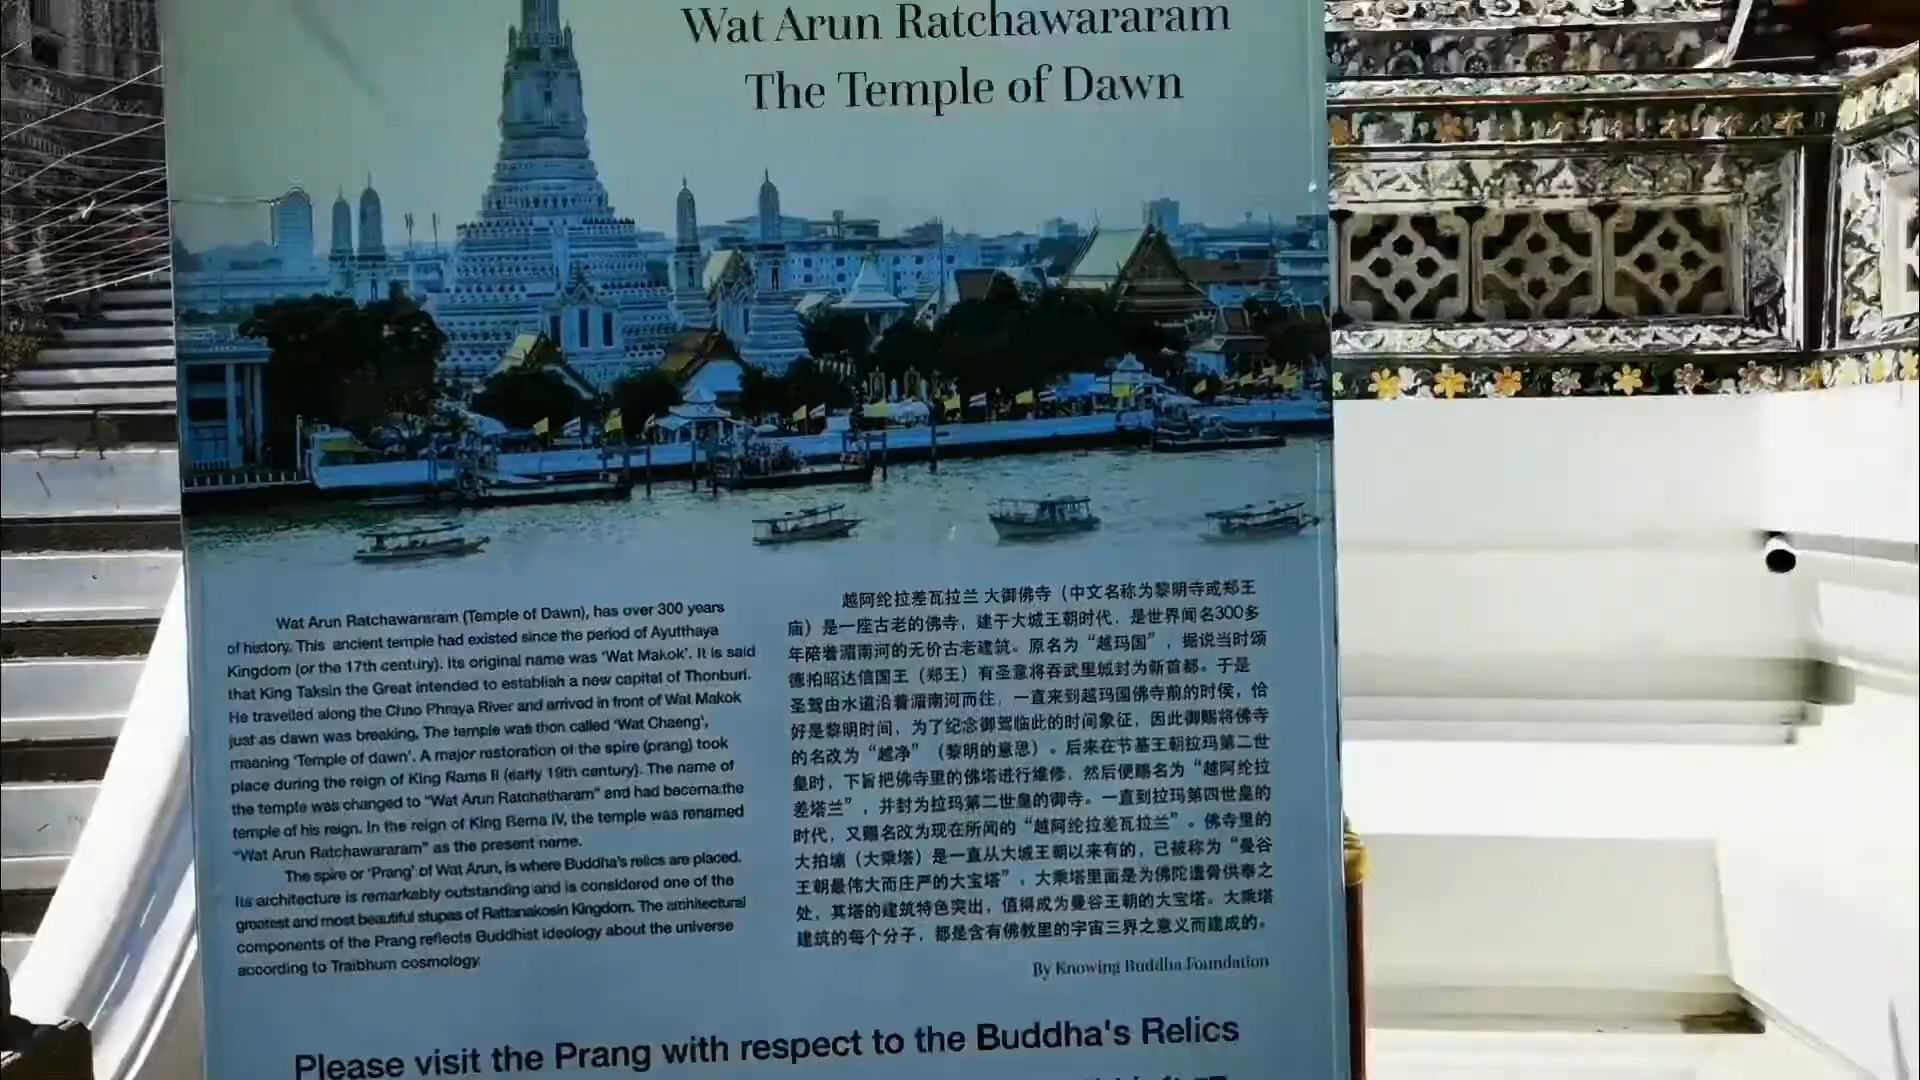 Wat Arun Ratchawararam
The Temple of Dawn
Wat Arun Ratchawararam (Temple of Dawn), has over 300 years
of history. This ancient temple had existed since the period of Ayutthaya
Kingdom (or the 17th century). Its original name was 'Wat Makok'. It is said
that King Taksin the Great intended to establish a new capital of Thonburi.
He travelled along the Chao Phraya River and arrived in front of Wat Makok
just as dawn was breaking. The temple was then called 'Wat Chaeng',
meaning 'Temple of dawn'. A major restoration of the spire (prang) took
place during the reign of King Rama II (early 19th century). The name of
the temple was changed to "Wat Arun Ratchatharam" and had become the
temple of his reign. In the reign of King Rama IV, the temple was renamed
"Wat Arun Ratchawararam" as the present name.
The spire or 'Prang' of Wat Arun, is where Buddha's relics are placed.
Its architecture is remarkably outstanding and is considered one of the
greatest and most beautiful stupas of Rattanakosin Kingdom. The architectural
components of the Prang reflects Buddhist ideology about the universe
according to Traibhum cosmology
越阿纶拉差瓦拉兰 大御佛寺（中文名称为黎明寺或郑王
庙）是一座古老的佛寺，建于大城王朝时代，是世界闻名300多
年陪着湄南河的无价古老建筑。原名为“越玛国”，据说当时颂
德拍昭达信国王（郑王）有圣意将吞武里城封为新首都。于是
圣驾由水道沿着湄南河而往，一直来到越玛国佛寺前的时侯，恰
好是黎明时间，为了纪念御驾临此的时间象征，因此御赐将佛寺
的名改为“越净”（黎明的意思）。后来在节基王朝拉玛第二世
皇时，下旨把佛寺里的佛塔进行维修，然后便赐名为“越阿纶拉
差塔兰”，并封为拉玛第二世皇的御寺。一直到拉玛第四世皇的
时代，又赐名改为现在所闻的“越阿纶拉差瓦拉兰”。佛寺里的
大拍塘（大乘塔）是一直从大城王朝以来有的，已被称为“曼谷
王朝最伟大而庄严的大宝塔”，大乘塔里面是为佛陀遗骨供奉之
处，其塔的建筑特色突出，值得成为曼谷王朝的大宝塔。大乘塔
建筑的每个分子，都是含有佛教里的宇宙三界之意义而建成的。
By Knowing Buddha Foundation
Please visit the Prang with respect to the Buddha's Relics